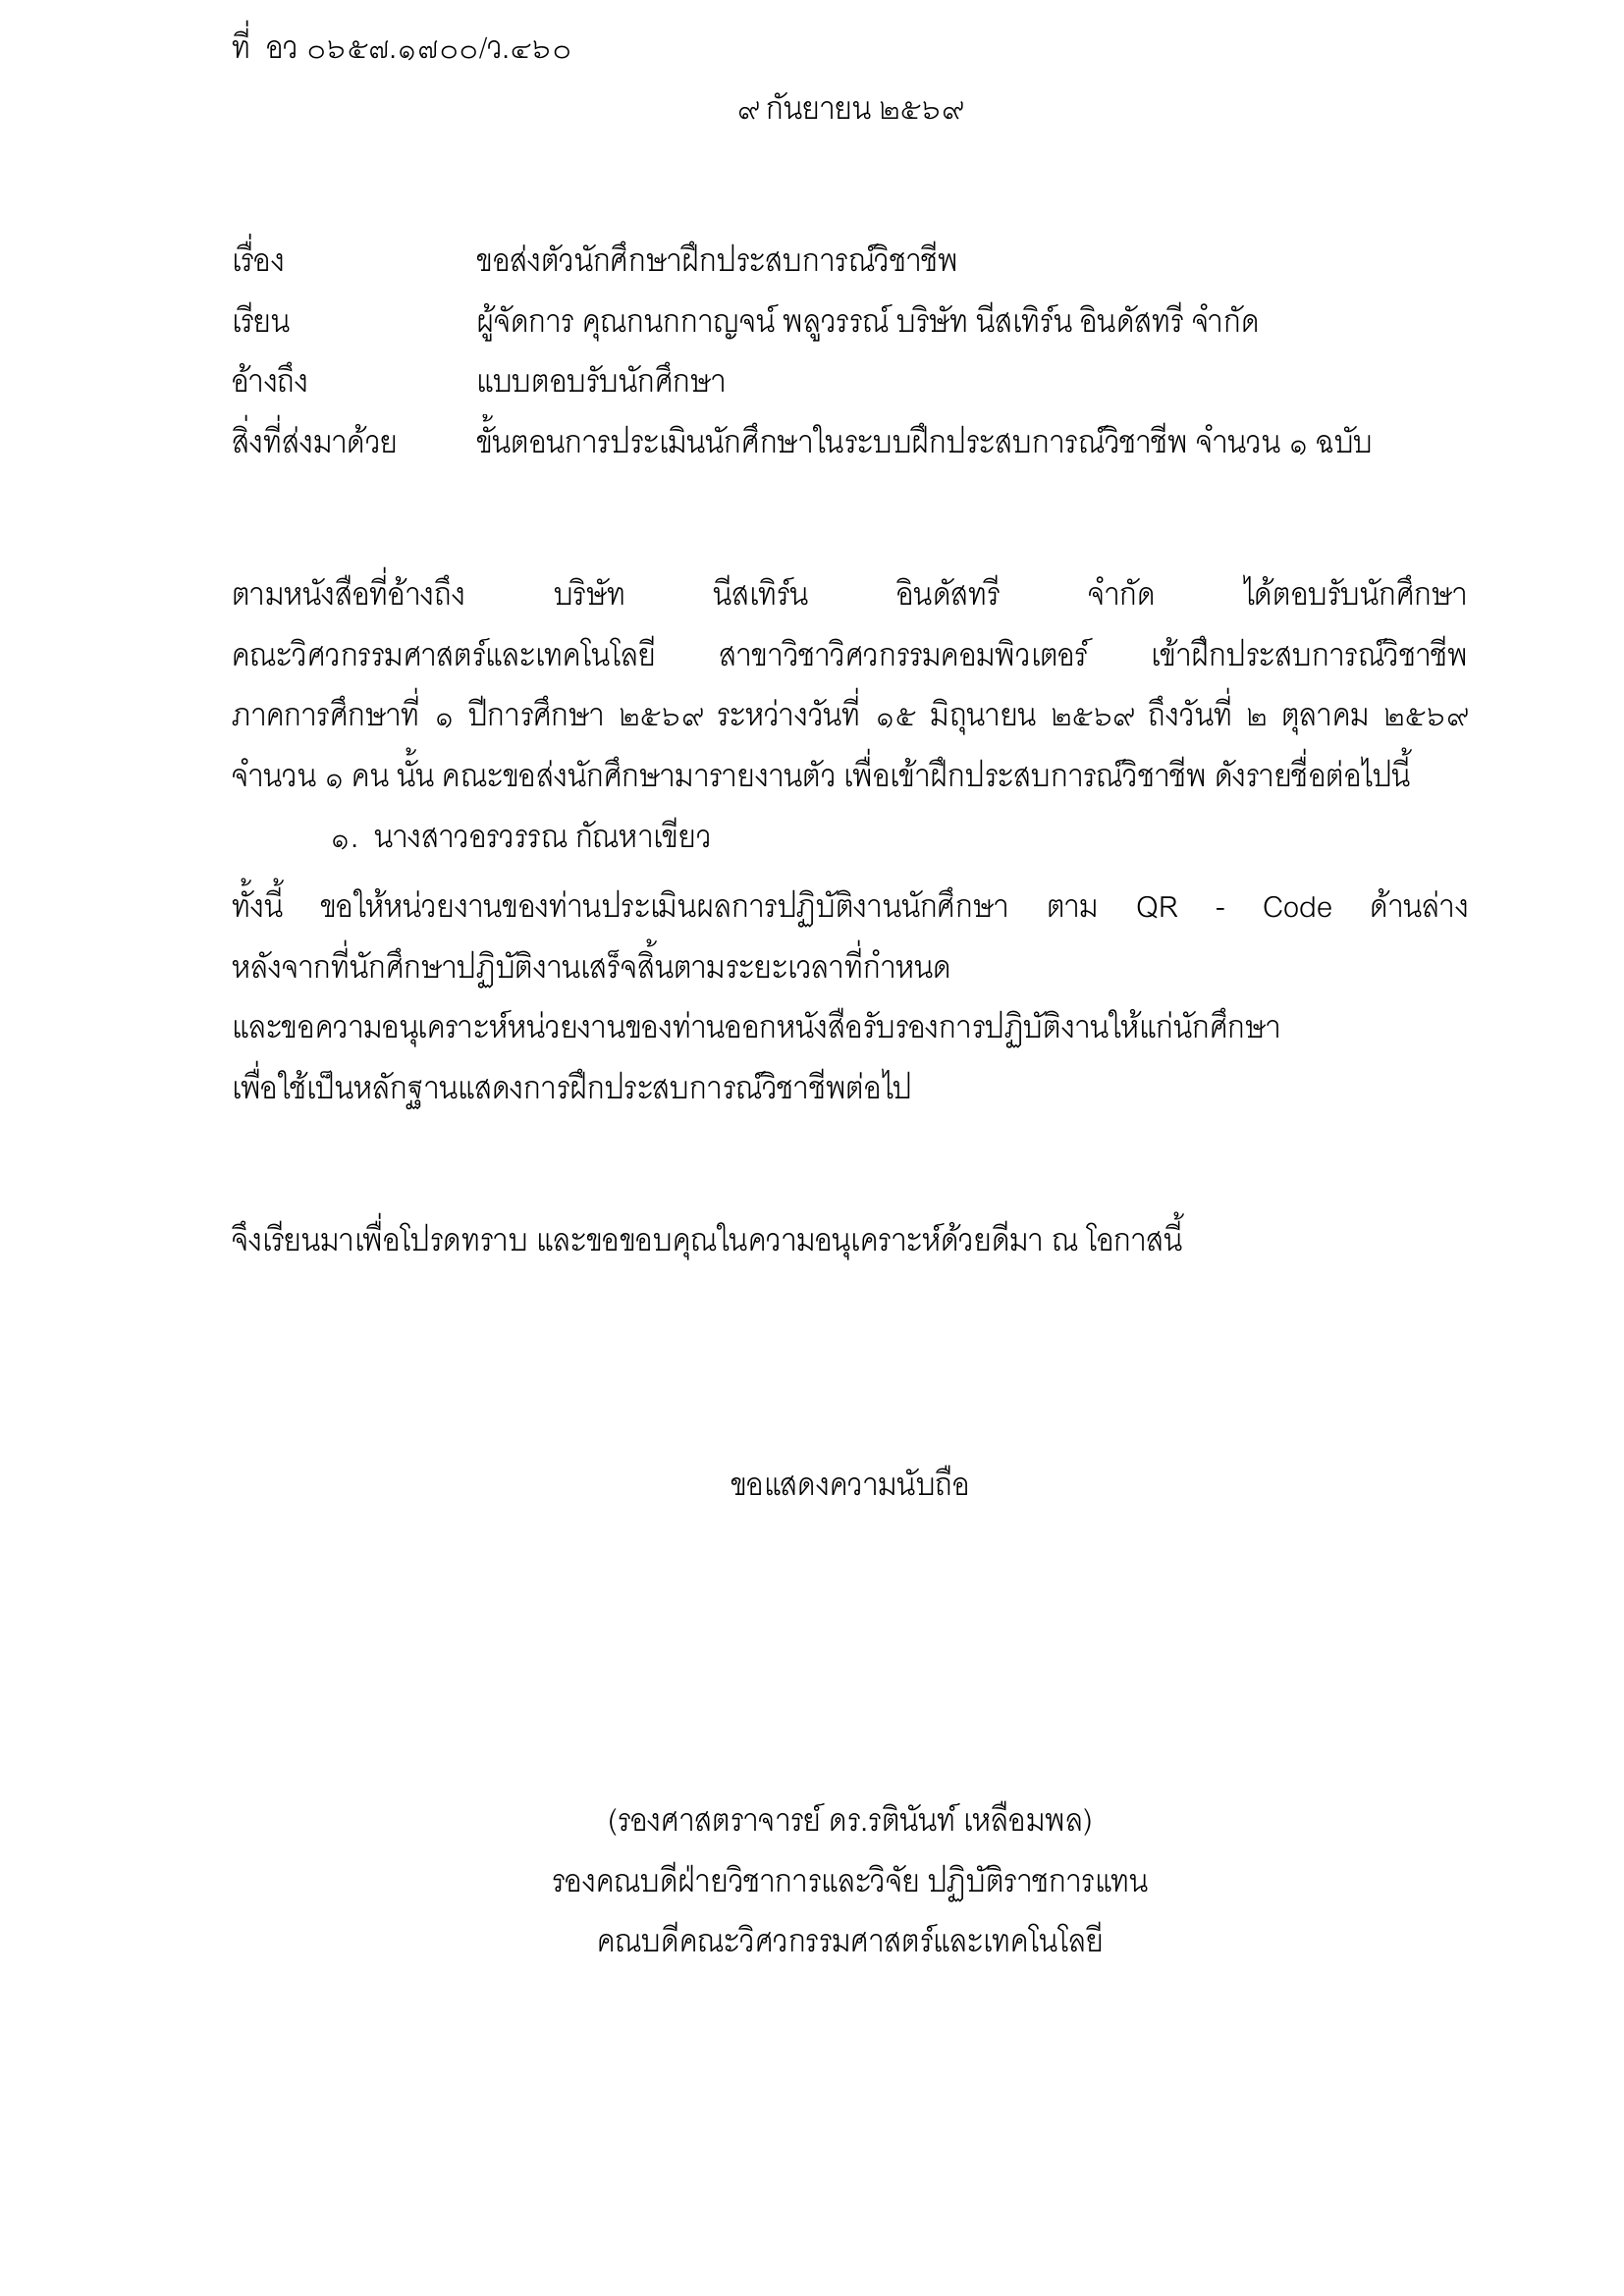 ที่ อว ๐๖๕๗.๑๗๐๐/ว.๔๖๐
๙ กันยายน ๒๕๖๙
เรื่อง ขอส่งตัวนักศึกษาฝึกประสบการณ์วิชาชีพ
เรียน ผู้จัดการ คุณกนกกาญจน์ พลูวรรณ์ บริษัท นีสเทิร์น อินดัสทรี จำกัด
อ้างถึง แบบตอบรับนักศึกษา
สิ่งที่ส่งมาด้วย ขั้นตอนการประเมินนักศึกษาในระบบฝึกประสบการณ์วิชาชีพ จำนวน ๑ ฉบับ
ตามหนังสือที่อ้างถึง บริษัท นีสเทิร์น อินดัสทรี จำกัด ได้ตอบรับนักศึกษา
คณะวิศวกรรมศาสตร์และเทคโนโลยี สาขาวิชาวิศวกรรมคอมพิวเตอร์ เข้าฝึกประสบการณ์วิชาชีพ
ภาคการศึกษาที่ ๑ ปีการศึกษา ๒๕๖๙ ระหว่างวันที่ ๑๕ มิถุนายน ๒๕๖๙ ถึงวันที่ ๒ ตุลาคม ๒๕๖๙
จำนวน ๑ คน นั้น คณะขอส่งนักศึกษามารายงานตัว เพื่อเข้าฝึกประสบการณ์วิชาชีพ ดังรายชื่อต่อไปนี้
๑. นางสาวอรวรรณ กัณหาเขียว
ทั้งนี้ ขอให้หน่วยงานของท่านประเมินผลการปฏิบัติงานนักศึกษา ตาม QR - Code ด้านล่าง
หลังจากที่นักศึกษาปฏิบัติงานเสร็จสิ้นตามระยะเวลาที่กำหนด
และขอความอนุเคราะห์หน่วยงานของท่านออกหนังสือรับรองการปฏิบัติงานให้แก่นักศึกษา
เพื่อใช้เป็นหลักฐานแสดงการฝึกประสบการณ์วิชาชีพต่อไป
จึงเรียนมาเพื่อโปรดทราบ และขอขอบคุณในความอนุเคราะห์ด้วยดีมา ณ โอกาสนี้
ขอแสดงความนับถือ
(รองศาสตราจารย์ ดร.รตินันท์ เหลือมพล)
รองคณบดีฝ่ายวิชาการและวิจัย ปฏิบัติราชการแทน
คณบดีคณะวิศวกรรมศาสตร์และเทคโนโลยี